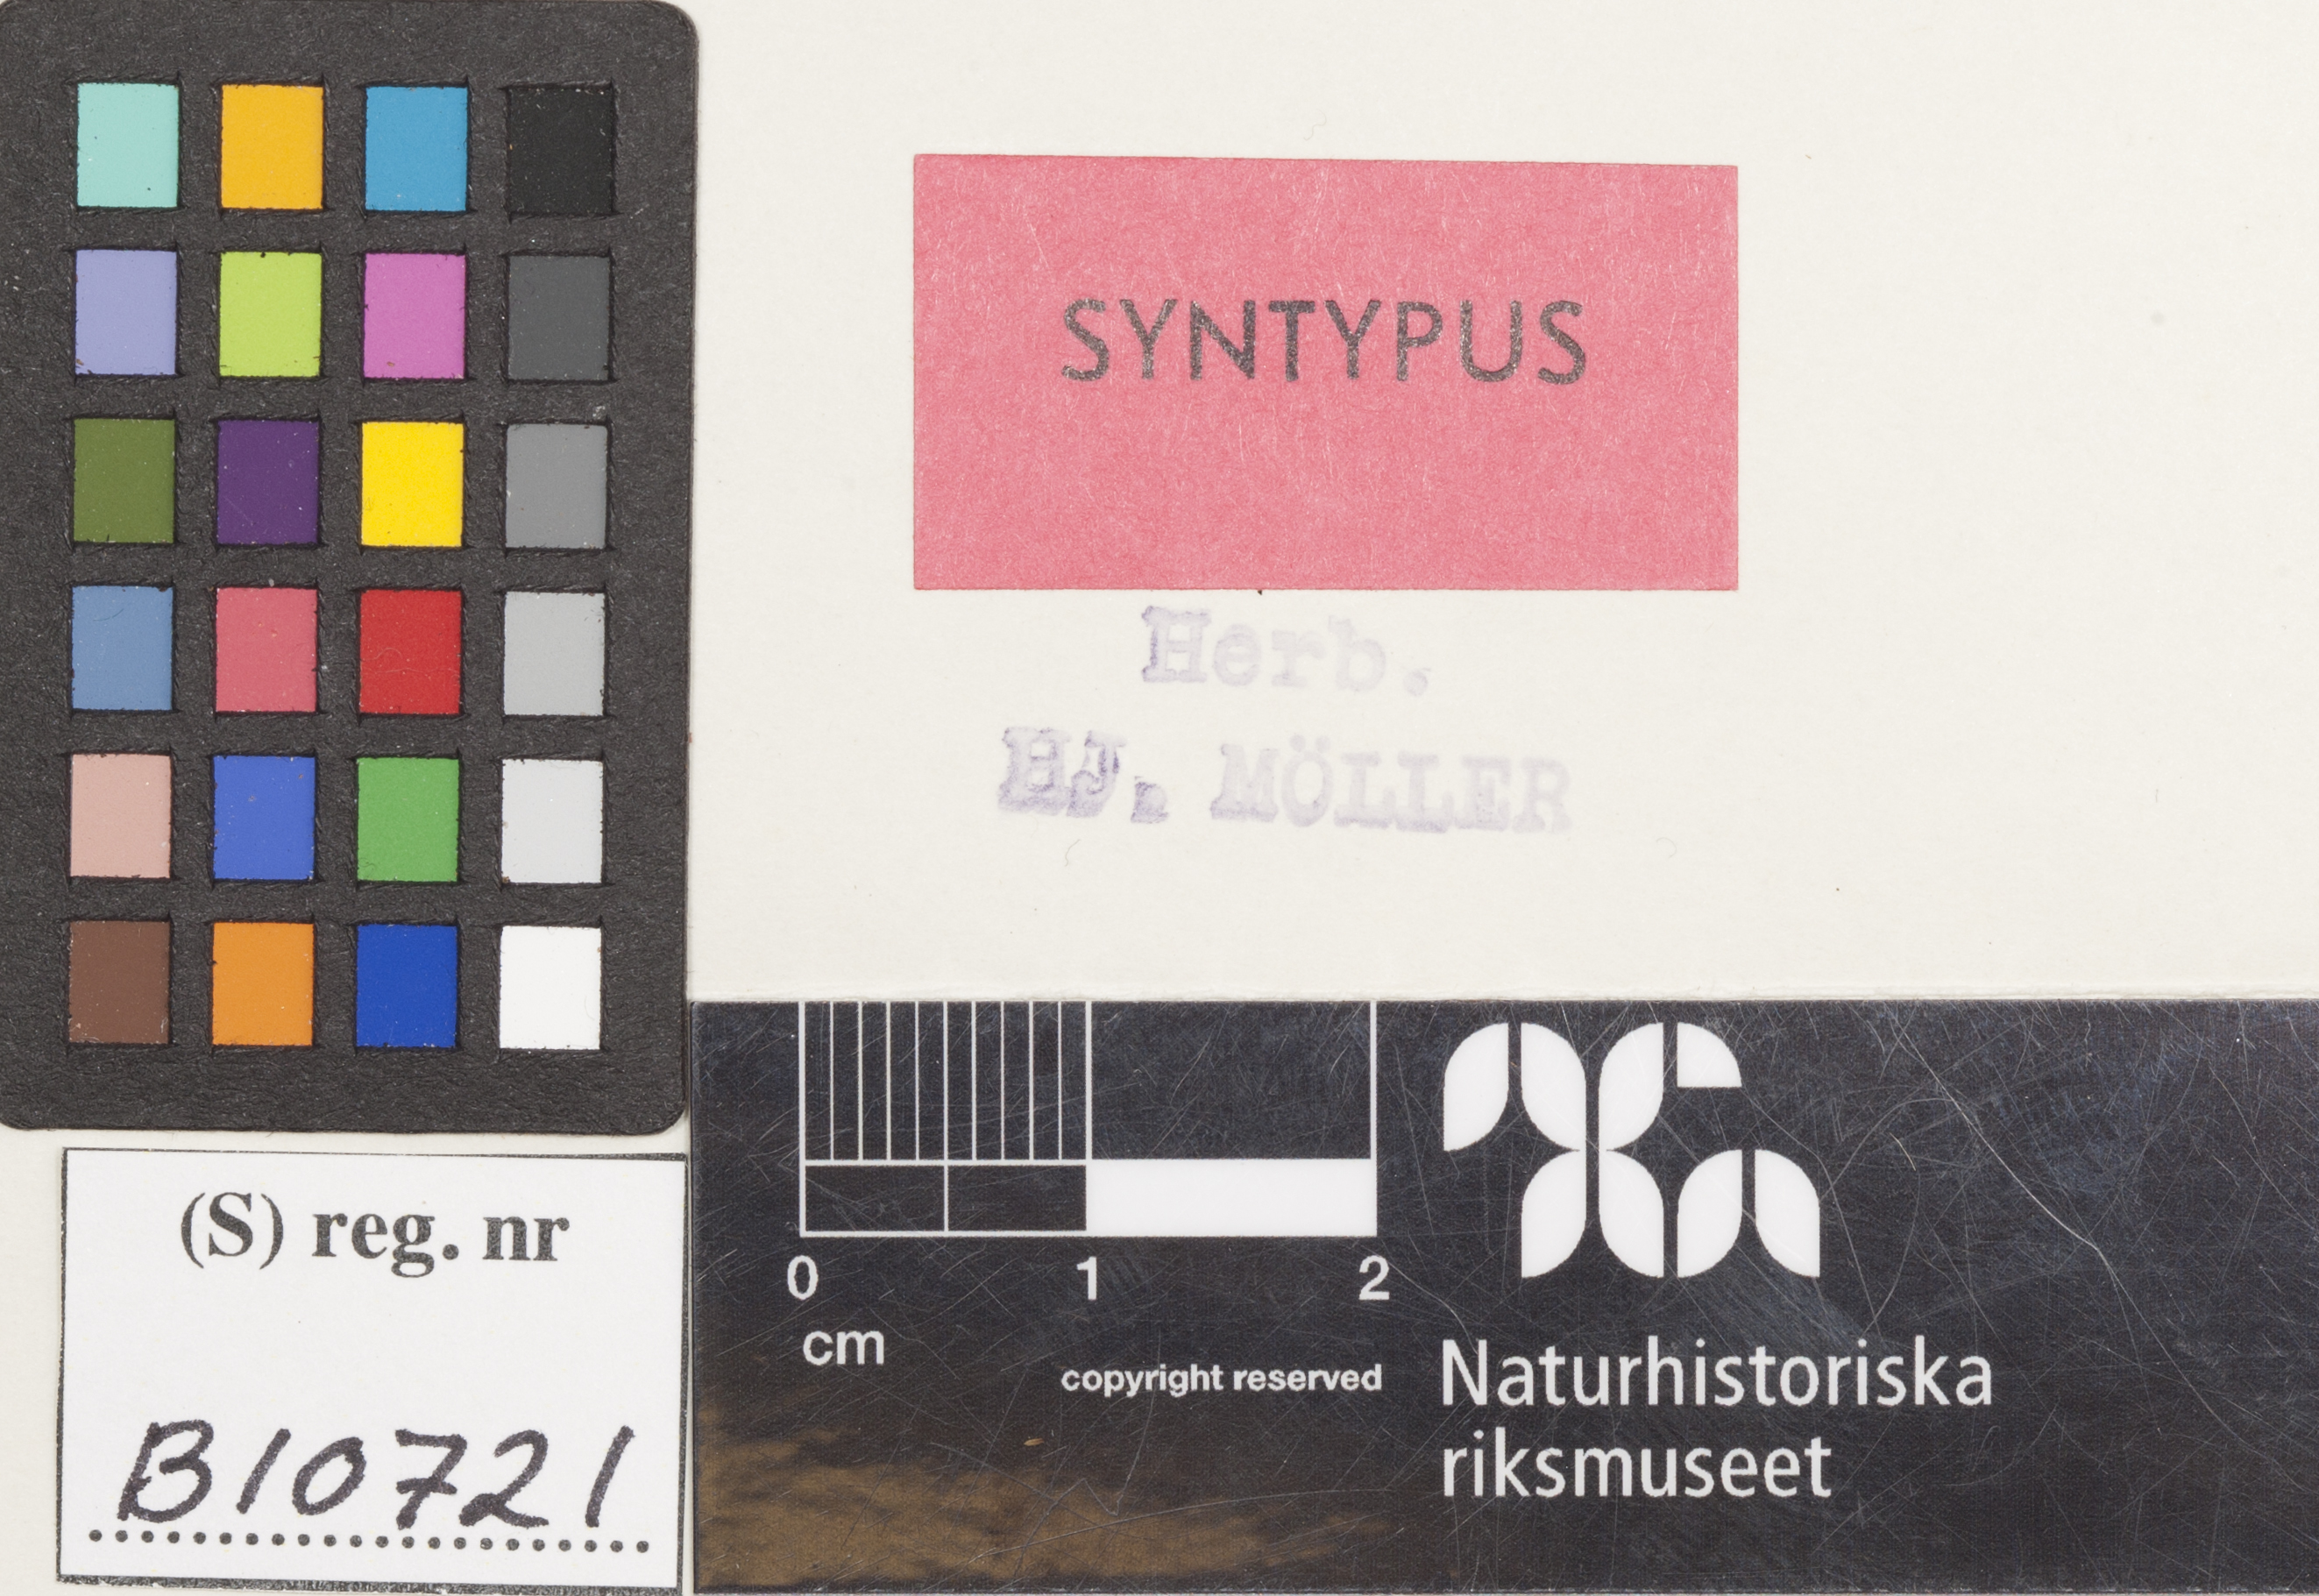 SYNTYPUS
Herb.
HJ. MÖLLER
0 1 2
cm
copyright reserved
Naturhistoriska
riksmuseet
(S) reg. nr
B10721